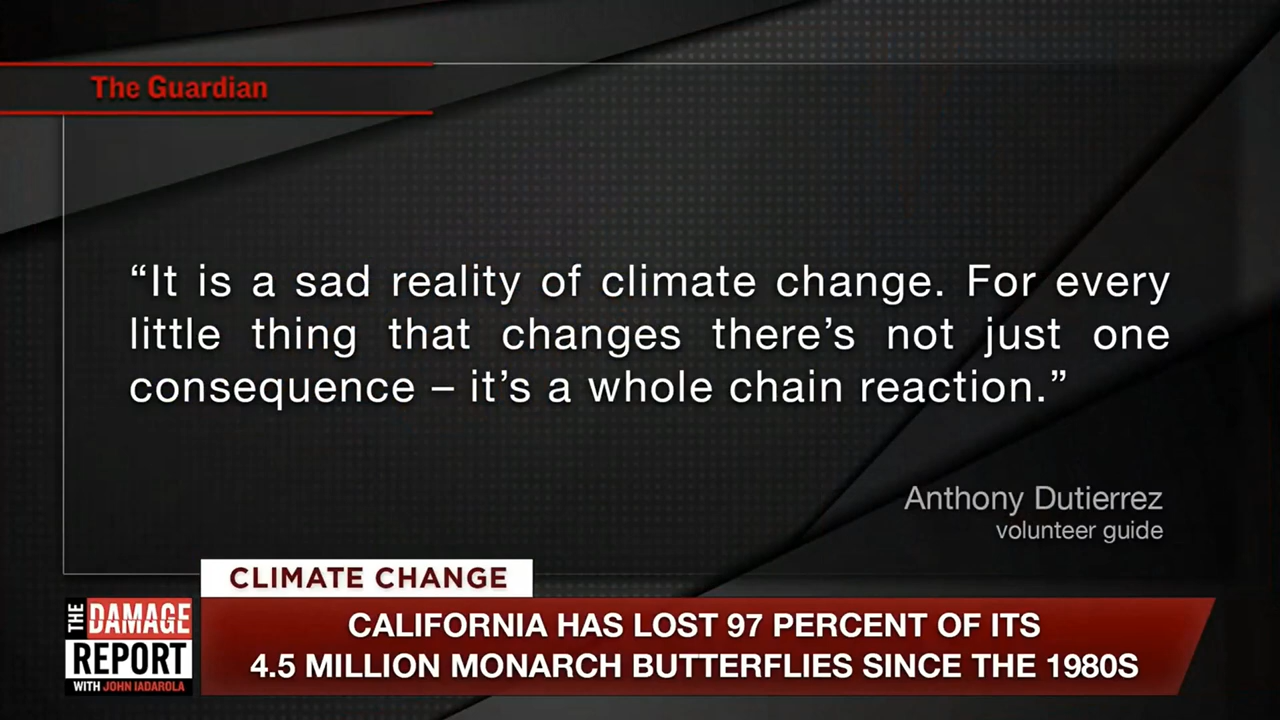 The Guardian
“It is a sad reality of climate change. For every
little thing that changes there’s not just one
consequence – it’s a whole chain reaction.”
Anthony Dutierrez
volunteer guide
CLIMATE CHANGE
THE DAMAGE
REPORT
WITH JOHN IADAROLA
CALIFORNIA HAS LOST 97 PERCENT OF ITS
4.5 MILLION MONARCH BUTTERFLIES SINCE THE 1980S